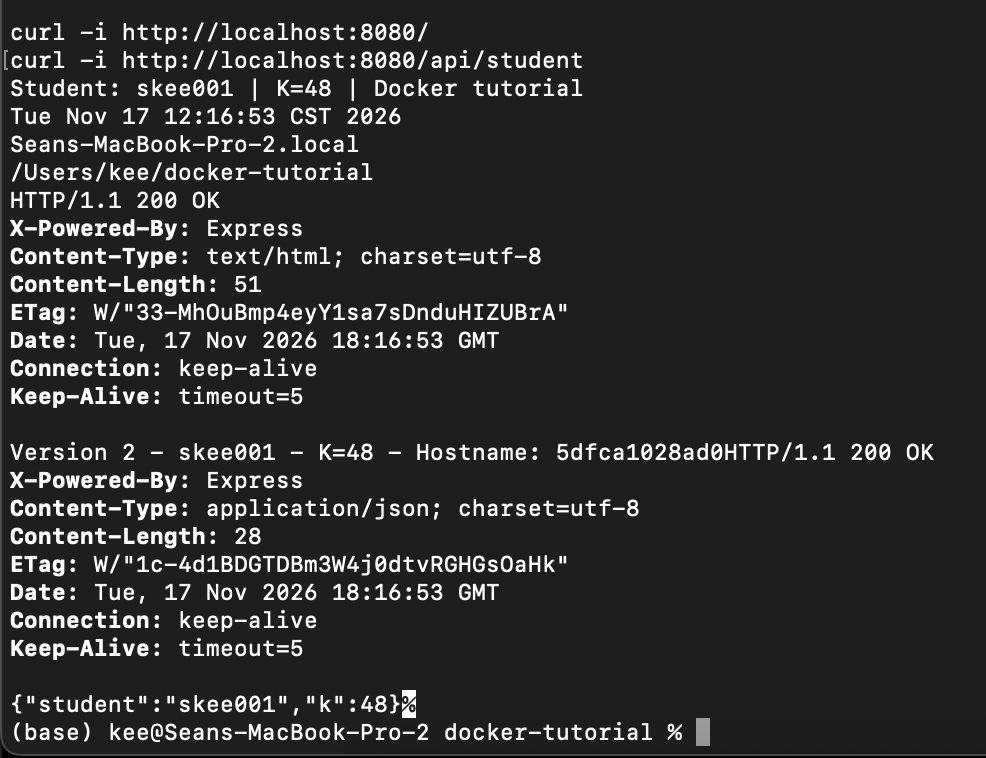 curl -i http://localhost:8080/
[curl -i http://localhost:8080/api/student
Student: skee001 | K=48 | Docker tutorial
Tue Nov 17 12:16:53 CST 2026
Seans-MacBook-Pro-2.local
/Users/kee/docker-tutorial
HTTP/1.1 200 OK
X-Powered-By: Express
Content-Type: text/html; charset=utf-8
Content-Length: 51
ETag: W/"33-MhOuBmp4eyY1sa7sDnduHIZUBrA"
Date: Tue, 17 Nov 2026 18:16:53 GMT
Connection: keep-alive
Keep-Alive: timeout=5
Version 2 - skee001 - K=48 - Hostname: 5dfca1028ad0HTTP/1.1 200 OK
X-Powered-By: Express
Content-Type: application/json; charset=utf-8
Content-Length: 28
ETag: W/"1c-4d1BDGTDBm3W4j0dtvRGHGsOaHk"
Date: Tue, 17 Nov 2026 18:16:53 GMT
Connection: keep-alive
Keep-Alive: timeout=5
{"student":"skee001","k":48}%
(base) kee@Seans-MacBook-Pro-2 docker-tutorial %